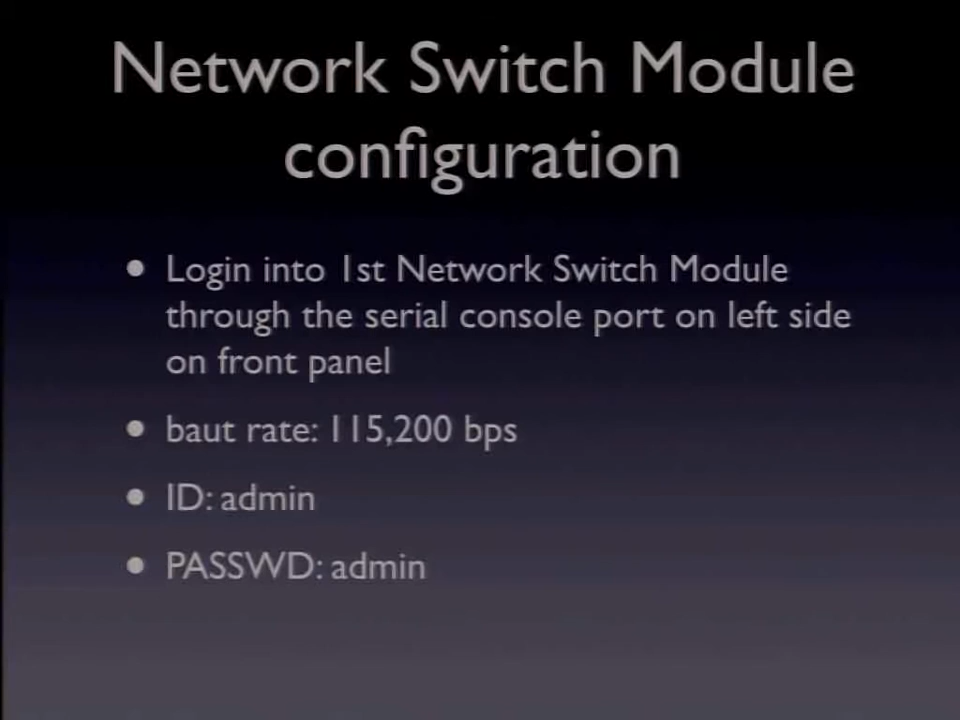 Network Switch Module
configuration
• Login into 1st Network Switch Module
through the serial console port on left side
on front panel
• baut rate: 115,200 bps
• ID: admin
• PASSWD: admin